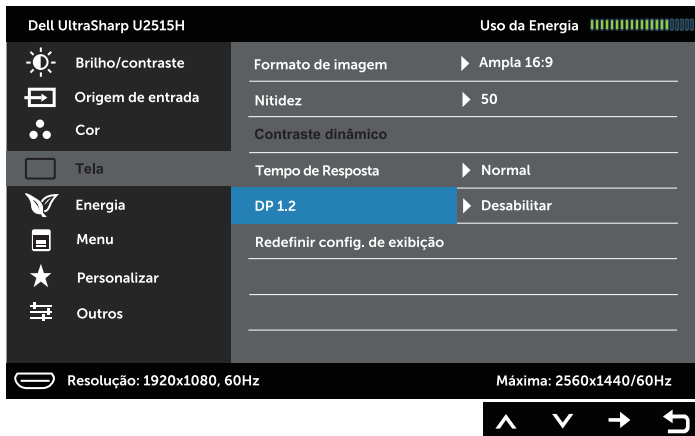 Dell UltraSharp U2515H
Uso da Energia
Brilho/contraste
Origem de entrada
Cor
Tela
Energia
Menu
Personalizar
Outros
Formato de imagem Ampla 16:9
Nitidez 50
Contraste dinâmico
Tempo de Resposta Normal
DP 1.2 Desabilitar
Redefinir config. de exibição
Resolução: 1920x1080, 60Hz
Máxima: 2560x1440/60Hz